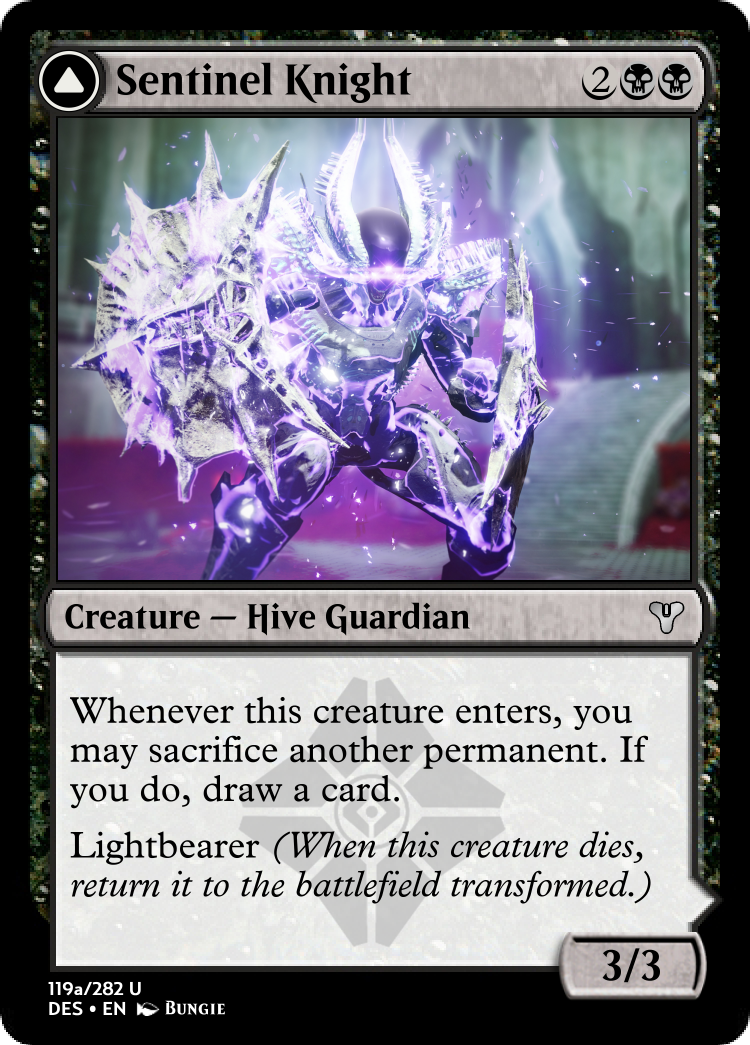 Sentinel Knight 2
Creature — Hive Guardian
Whenever this creature enters, you
may sacrifice another permanent. If
you do, draw a card.
Lightbearer (When this creature dies,
return it to the battlefield transformed.)
3/3
119a/282 U
DES • EN Bungie